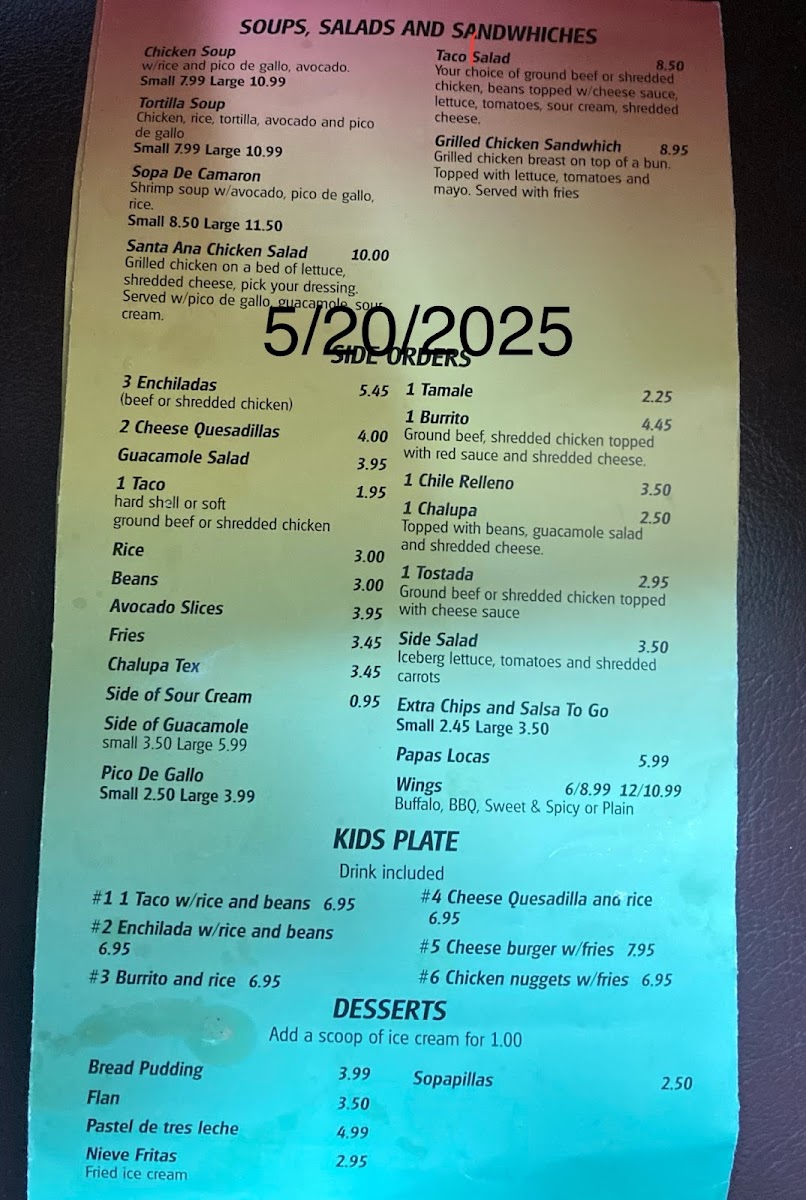 SOUPS, SALADS AND SANDWHICHES
Chicken Soup
w/rice and pico de gallo, avocado.
Small 7.99 Large 10.99
Tortilla Soup
Chicken, rice, tortilla, avocado and pico
de gallo
Small 7.99 Large 10.99
Sopa De Camaron
Shrimp soup w/avocado, pico de gallo,
rice.
Small 8.50 Large 11.50
Santa Ana Chicken Salad 10.00
Grilled chicken on a bed of lettuce,
shredded cheese, pick your dressing.
Served w/pico de gallo, guacamole, sour
cream.
Taco Salad 8.50
Your choice of ground beef or shredded
chicken, beans topped w/cheese sauce,
lettuce, tomatoes, sour cream, shredded
cheese.
Grilled Chicken Sandwhich 8.95
Grilled chicken breast on top of a bun.
Topped with lettuce, tomatoes and
mayo. Served with fries
5/20/2025
SIDE ORDERS
3 Enchiladas 5.45
(beef or shredded chicken)
2 Cheese Quesadillas 4.00
Guacamole Salad 3.95
1 Taco 1.95
hard shell or soft
ground beef or shredded chicken
Rice 3.00
Beans 3.00
Avocado Slices 3.95
Fries 3.45
Chalupa Tex 3.45
Side of Sour Cream 0.95
Side of Guacamole
small 3.50 Large 5.99
Pico De Gallo
Small 2.50 Large 3.99
1 Tamale 2.25
1 Burrito 4.45
Ground beef, shredded chicken topped
with red sauce and shredded cheese.
1 Chile Relleno 3.50
1 Chalupa 2.50
Topped with beans, guacamole salad
and shredded cheese.
1 Tostada 2.95
Ground beef or shredded chicken topped
with cheese sauce
Side Salad 3.50
Iceberg lettuce, tomatoes and shredded
carrots
Extra Chips and Salsa To Go
Small 2.45 Large 3.50
Papas Locas 5.99
Wings 6/8.99 12/10.99
Buffalo, BBQ, Sweet & Spicy or Plain
KIDS PLATE
Drink included
#1 1 Taco w/rice and beans 6.95
#2 Enchilada w/rice and beans
6.95
#3 Burrito and rice 6.95
#4 Cheese Quesadilla and rice
6.95
#5 Cheese burger w/fries 7.95
#6 Chicken nuggets w/fries 6.95
DESSERTS
Add a scoop of ice cream for 1.00
Bread Pudding 3.99
Flan 3.50
Pastel de tres leche 4.99
Nieve Fritas 2.95
Fried ice cream
Sopapillas 2.50